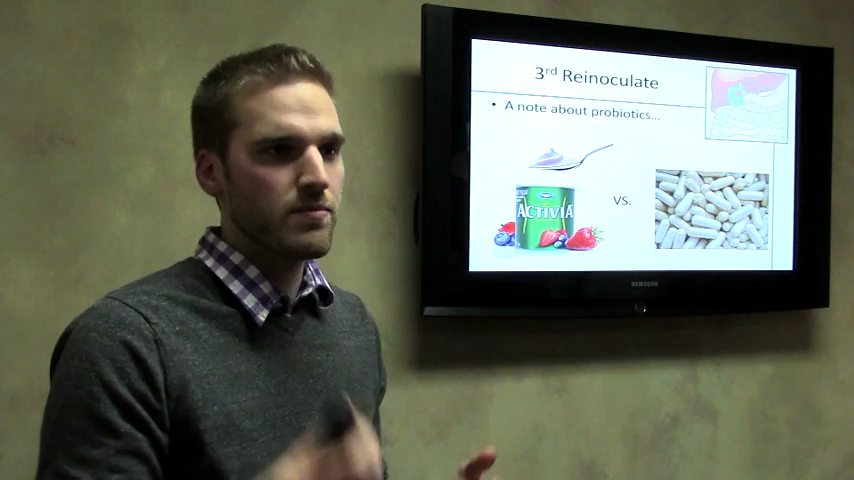 3rd Reinoculate
• A note about probiotics...
ACTIVIA
VS.
SAMSUNG